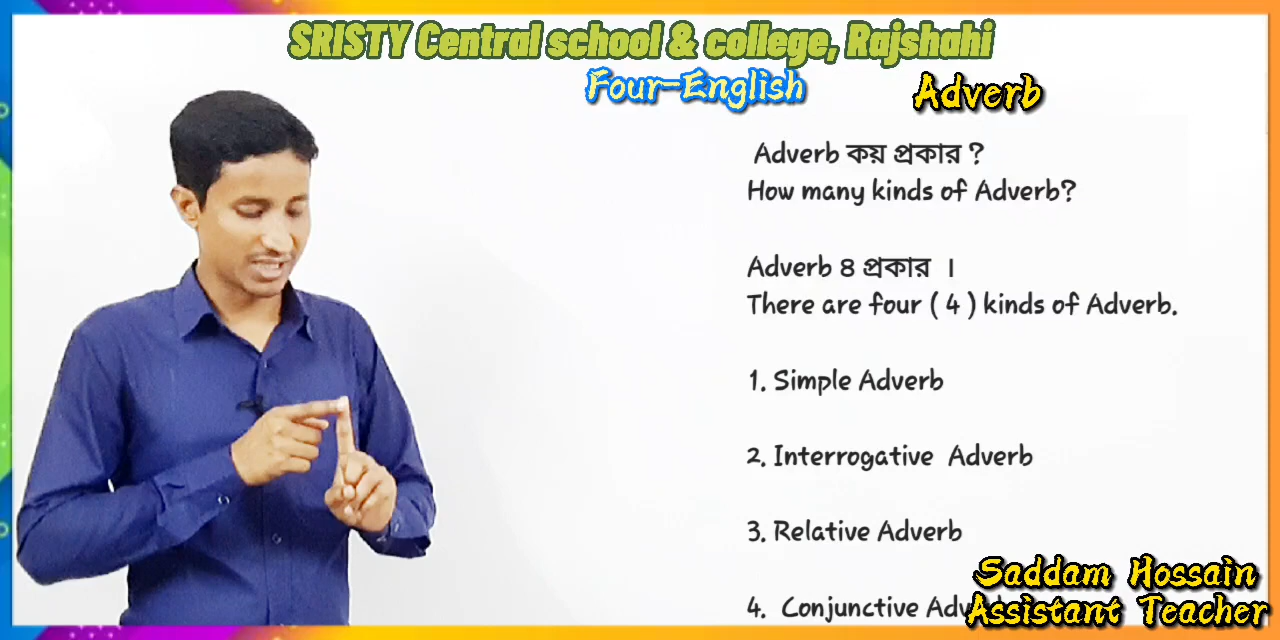 SRISTY Central school & college, Rajshahi
Four-English
Adverb
Adverb কয় প্রকার ?
How many kinds of Adverb?
Adverb ৪ প্রকার ।
There are four ( 4 ) kinds of Adverb.
1. Simple Adverb
2. Interrogative Adverb
3. Relative Adverb
4. Conjunctive
Saddam Hossain
Assistant Teacher